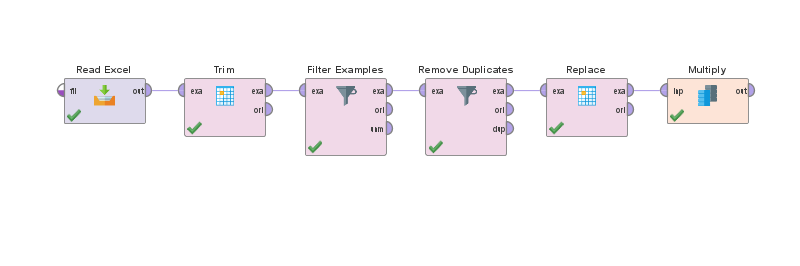 Read Excel
Trim
Filter Examples
Remove Duplicates
Replace
Multiply
fil
out
exa
exa
ori
exa
exa
ori
unm
exa
exa
ori
dup
exa
exa
ori
inp
out